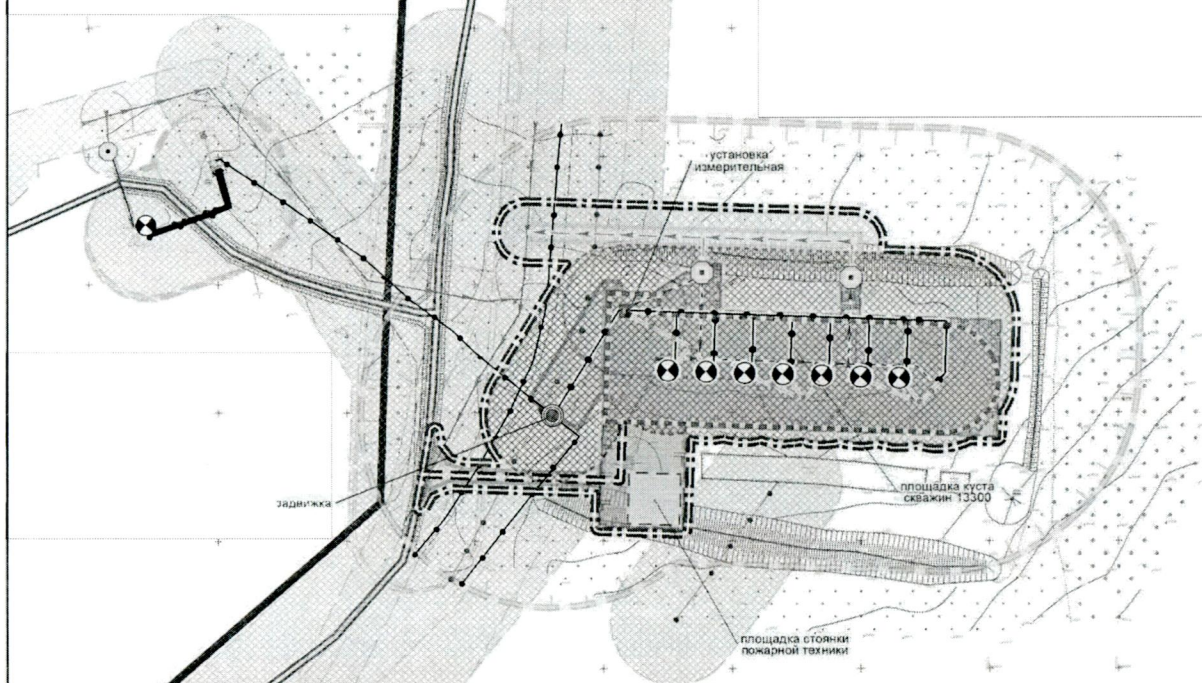 установка
измерительная
задвижка
площадка куста
скважин 13300
площадка стоянки
пожарной техники